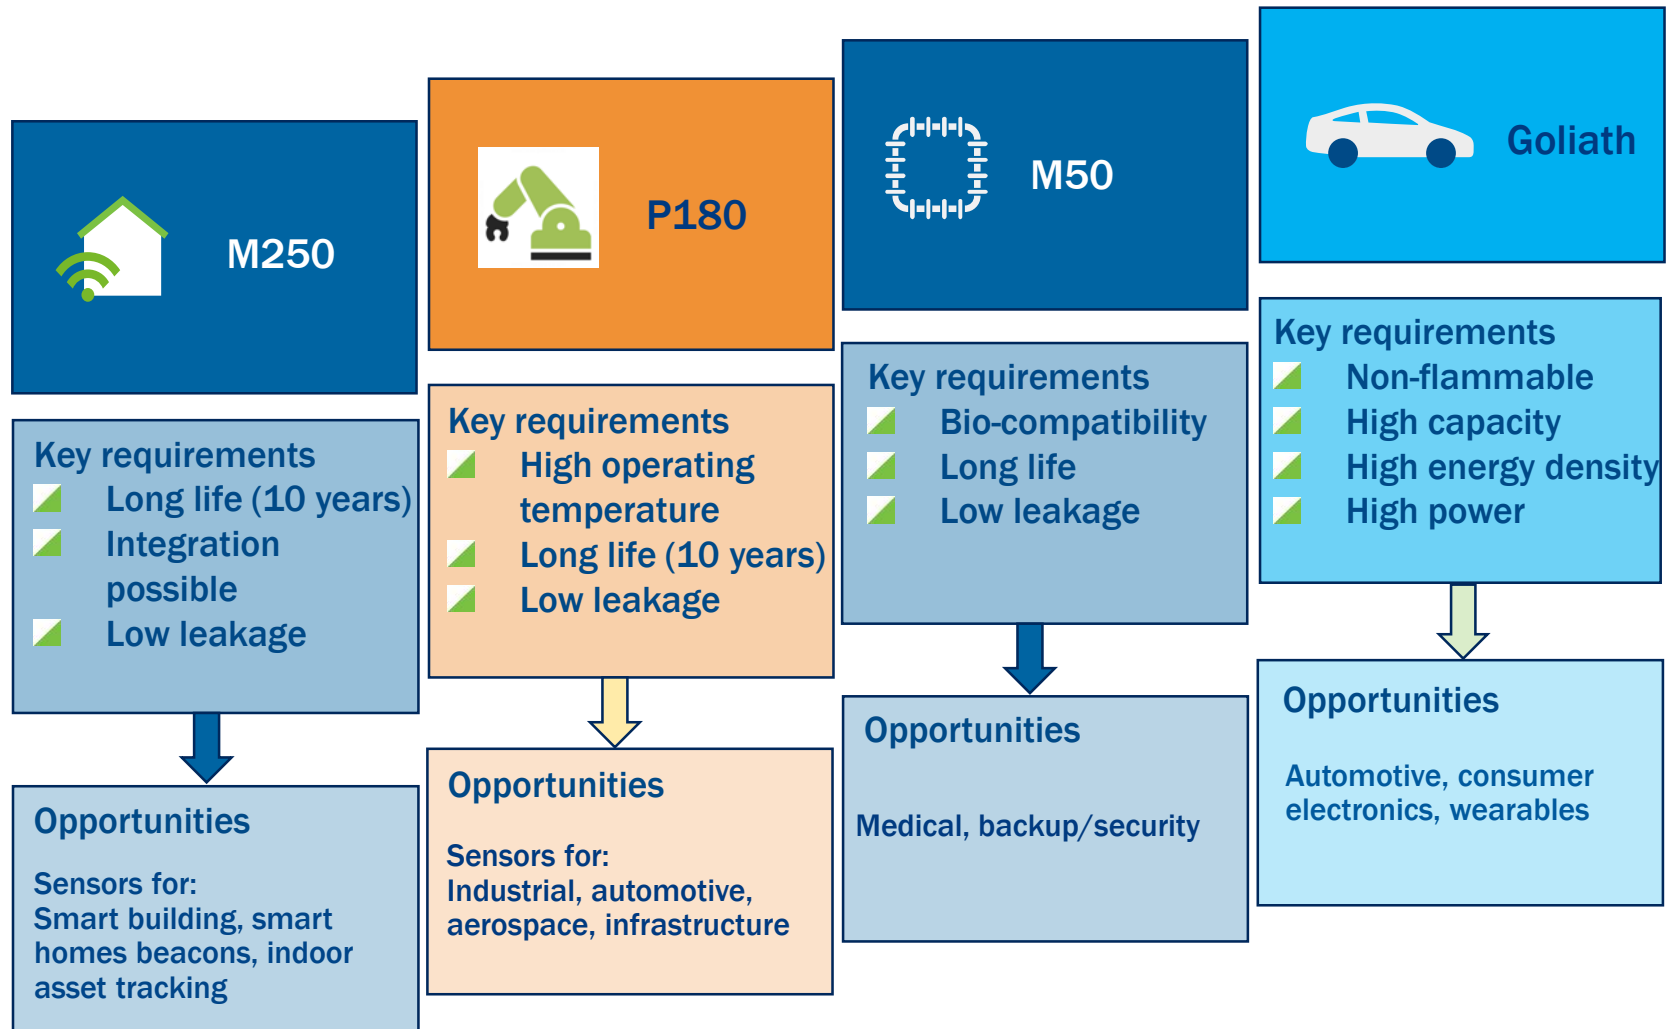 M250
Key requirements
Long life (10 years)
Integration
possible
Low leakage
Opportunities
Sensors for:
Smart building, smart
homes beacons, indoor
asset tracking
P180
Key requirements
High operating
temperature
Long life (10 years)
Low leakage
Opportunities
Sensors for:
Industrial, automotive,
aerospace, infrastructure
M50
Key requirements
Bio-compatibility
Long life
Low leakage
Opportunities
Medical, backup/security
Goliath
Key requirements
Non-flammable
High capacity
High energy density
High power
Opportunities
Automotive, consumer
electronics, wearables